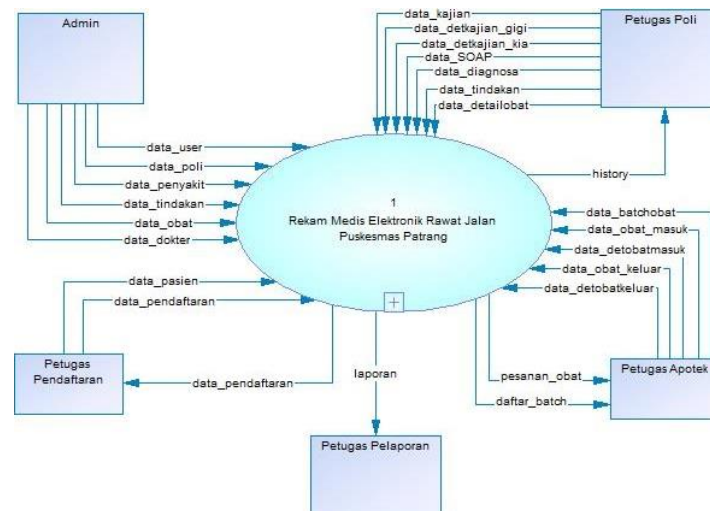 Admin
Petugas Poli
data_kajian
data_detkajian_gigi
data_detkajian_kia
data_SOAP
data_diagnosa
data_tindakan
data_detailobat
data_user
data_poli
data_penyakit
data_tindakan
data_obat
data_dokter
history
1
Rekam Medis Elektronik Rawat Jalan
Puskesmas Patrang
data_batchobat
data_obat_masuk
data_detobatmasuk
data_obat_keluar
data_detobatkeluar
data_pasien
data_pendaftaran
Petugas
Pendaftaran
data_pendaftaran
laporan
pesanan_obat
daftar_batch
Petugas Apotek
Petugas Pelaporan